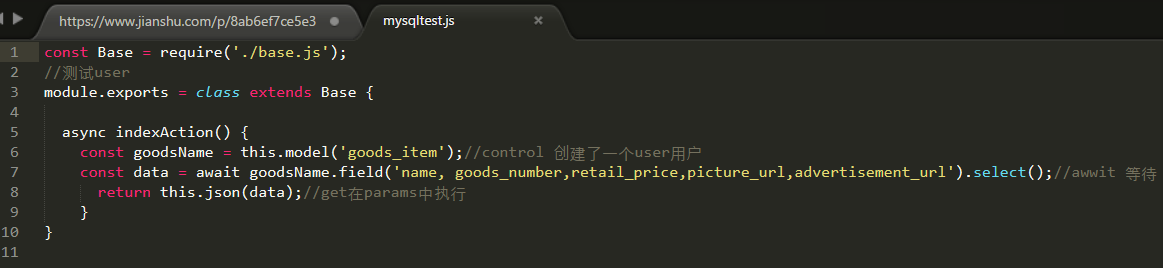 https://www.jianshu.com/p/8ab6ef7ce5e3
mysqltest.js
1 const Base = require('./base.js');
2 //测试user
3 module.exports = class extends Base {
4
5 async indexAction() {
6 const goodsName = this.model('goods_item');//control 创建了一个user用户
7 const data = await goodsName.field('name, goods_number,retail_price,picture_url,advertisement_url').select();//awwit 等待
8 return this.json(data);//get在params中执行
9 }
10 }
11